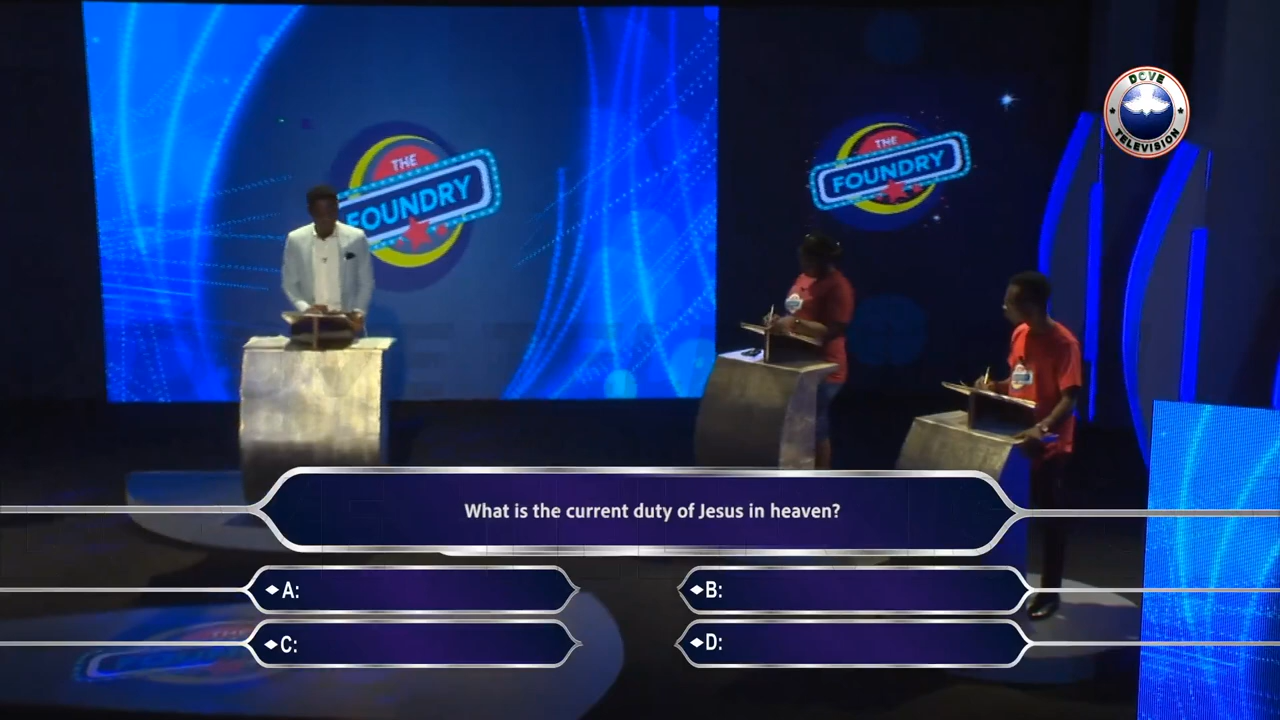 DOVE
TELEVISION
THE
FOUNDRY
THE
FOUNDRY
What is the current duty of Jesus in heaven?
A:
B:
C:
D: